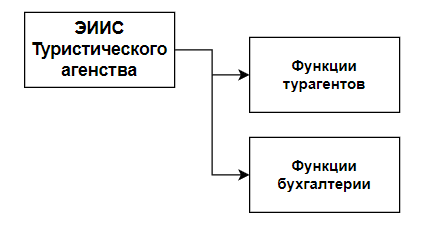 ЭИИС
Туристического
агенства
Функции
турагентов
Функции
бухгалтерии